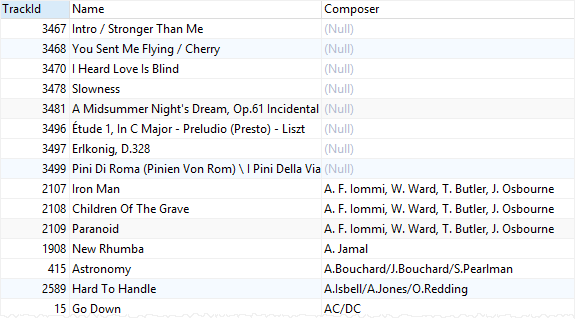 TrackId Name Composer
3467 Intro / Stronger Than Me (Null)
3468 You Sent Me Flying / Cherry (Null)
3470 I Heard Love Is Blind (Null)
3478 Slowness (Null)
3481 A Midsummer Night's Dream, Op.61 Incidental (Null)
3496 Étude 1, In C Major - Preludio (Presto) - Liszt (Null)
3497 Erlkonig, D.328 (Null)
3499 Pini Di Roma (Pinien Von Rom) \ I Pini Della Via (Null)
2107 Iron Man A. F. Iommi, W. Ward, T. Butler, J. Osbourne
2108 Children Of The Grave A. F. Iommi, W. Ward, T. Butler, J. Osbourne
2109 Paranoid A. F. Iommi, W. Ward, T. Butler, J. Osbourne
1908 New Rhumba A. Jamal
415 Astronomy A.Bouchard/J.Bouchard/S.Pearlman
2589 Hard To Handle A.Isbell/A.Jones/O.Redding
15 Go Down AC/DC